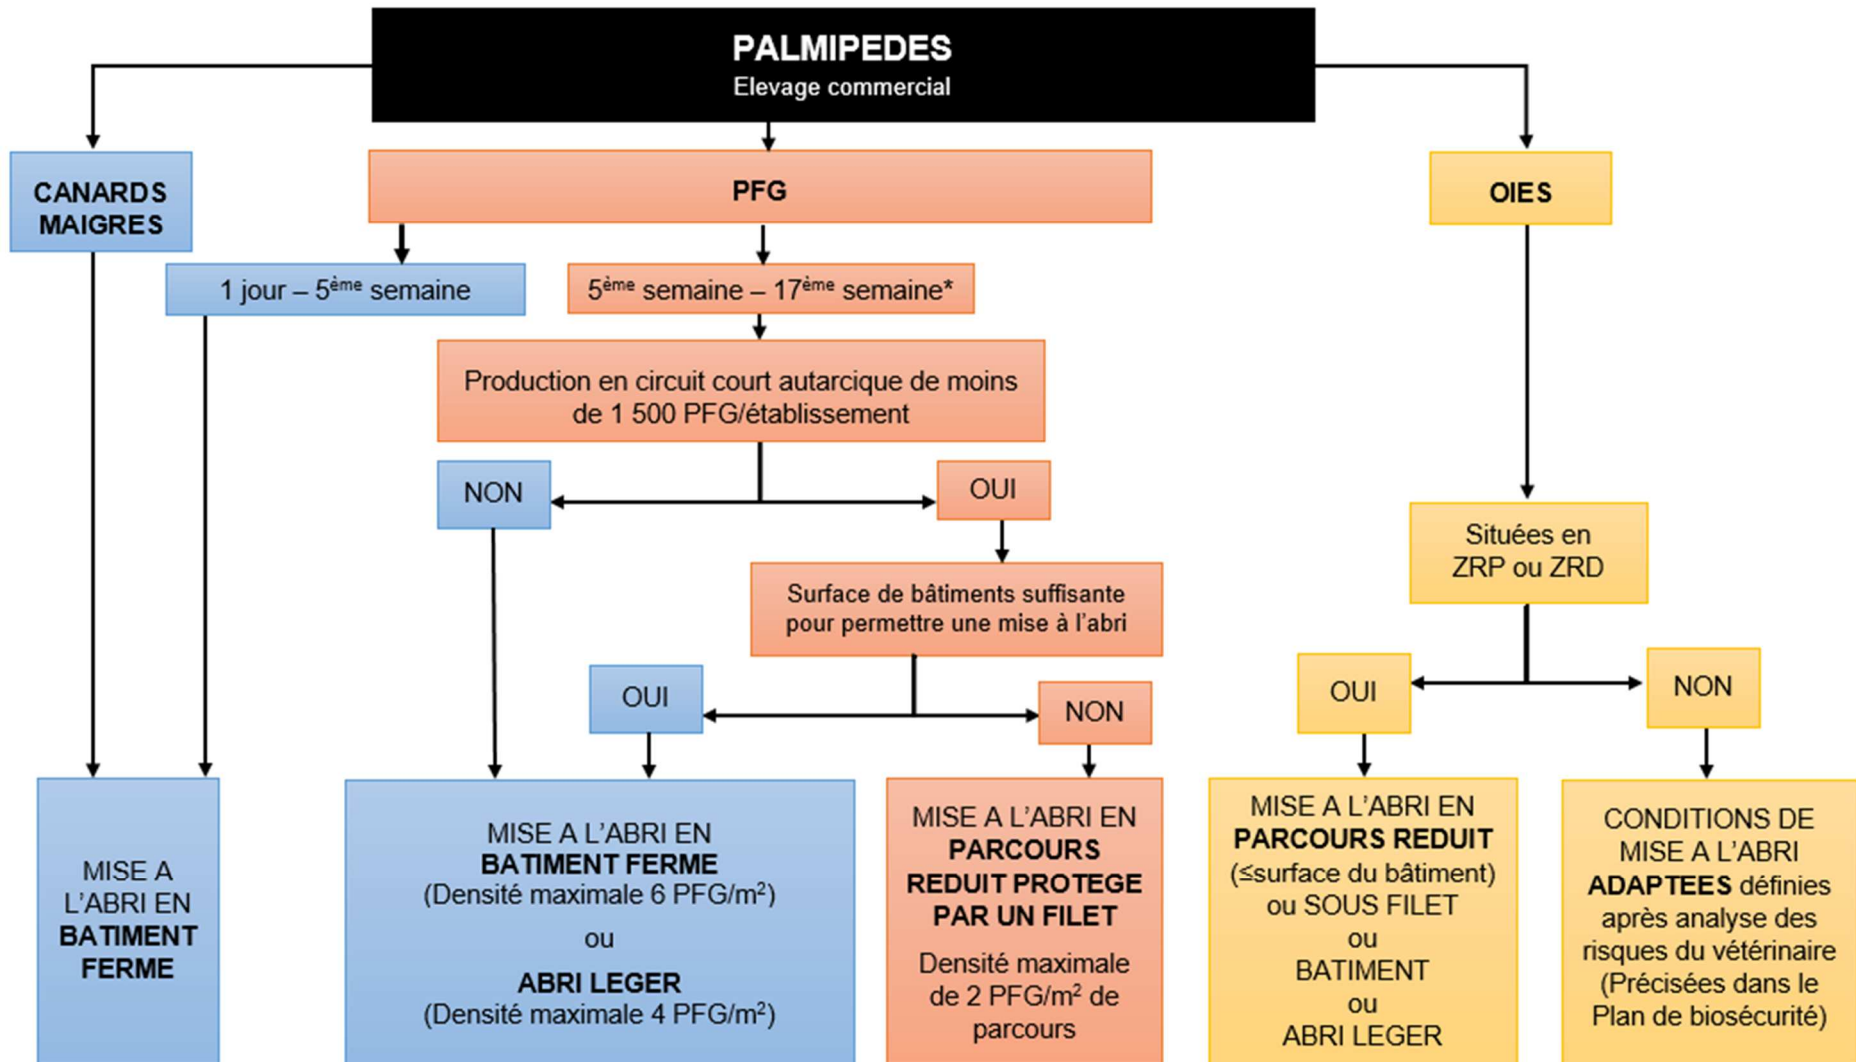 PALMIPEDES
Elevage commercial
CANARDS
MAIGRES
PFG
OIES
1 jour – 5ème semaine
5ème semaine – 17ème semaine*
Production en circuit court autarcique de moins
de 1 500 PFG/établissement
NON
OUI
Situées en
ZRP ou ZRD
Surface de bâtiments suffisante
pour permettre une mise à l’abri
OUI
NON
OUI
NON
MISE A
L’ABRI EN
BATIMENT
FERME
MISE A L’ABRI EN
BATIMENT FERME
(Densité maximale 6 PFG/m²)
ou
ABRI LEGER
(Densité maximale 4 PFG/m²)
MISE A L’ABRI EN
PARCOURS
REDUIT PROTEGE
PAR UN FILET
Densité maximale
de 2 PFG/m² de
parcours
MISE A L’ABRI EN
PARCOURS REDUIT
(≤surface du bâtiment)
ou SOUS FILET
ou
BATIMENT
ou
ABRI LEGER
CONDITIONS DE
MISE A L’ABRI
ADAPTEES définies
après analyse des
risques du vétérinaire
(Précisées dans le
Plan de biosécurité)